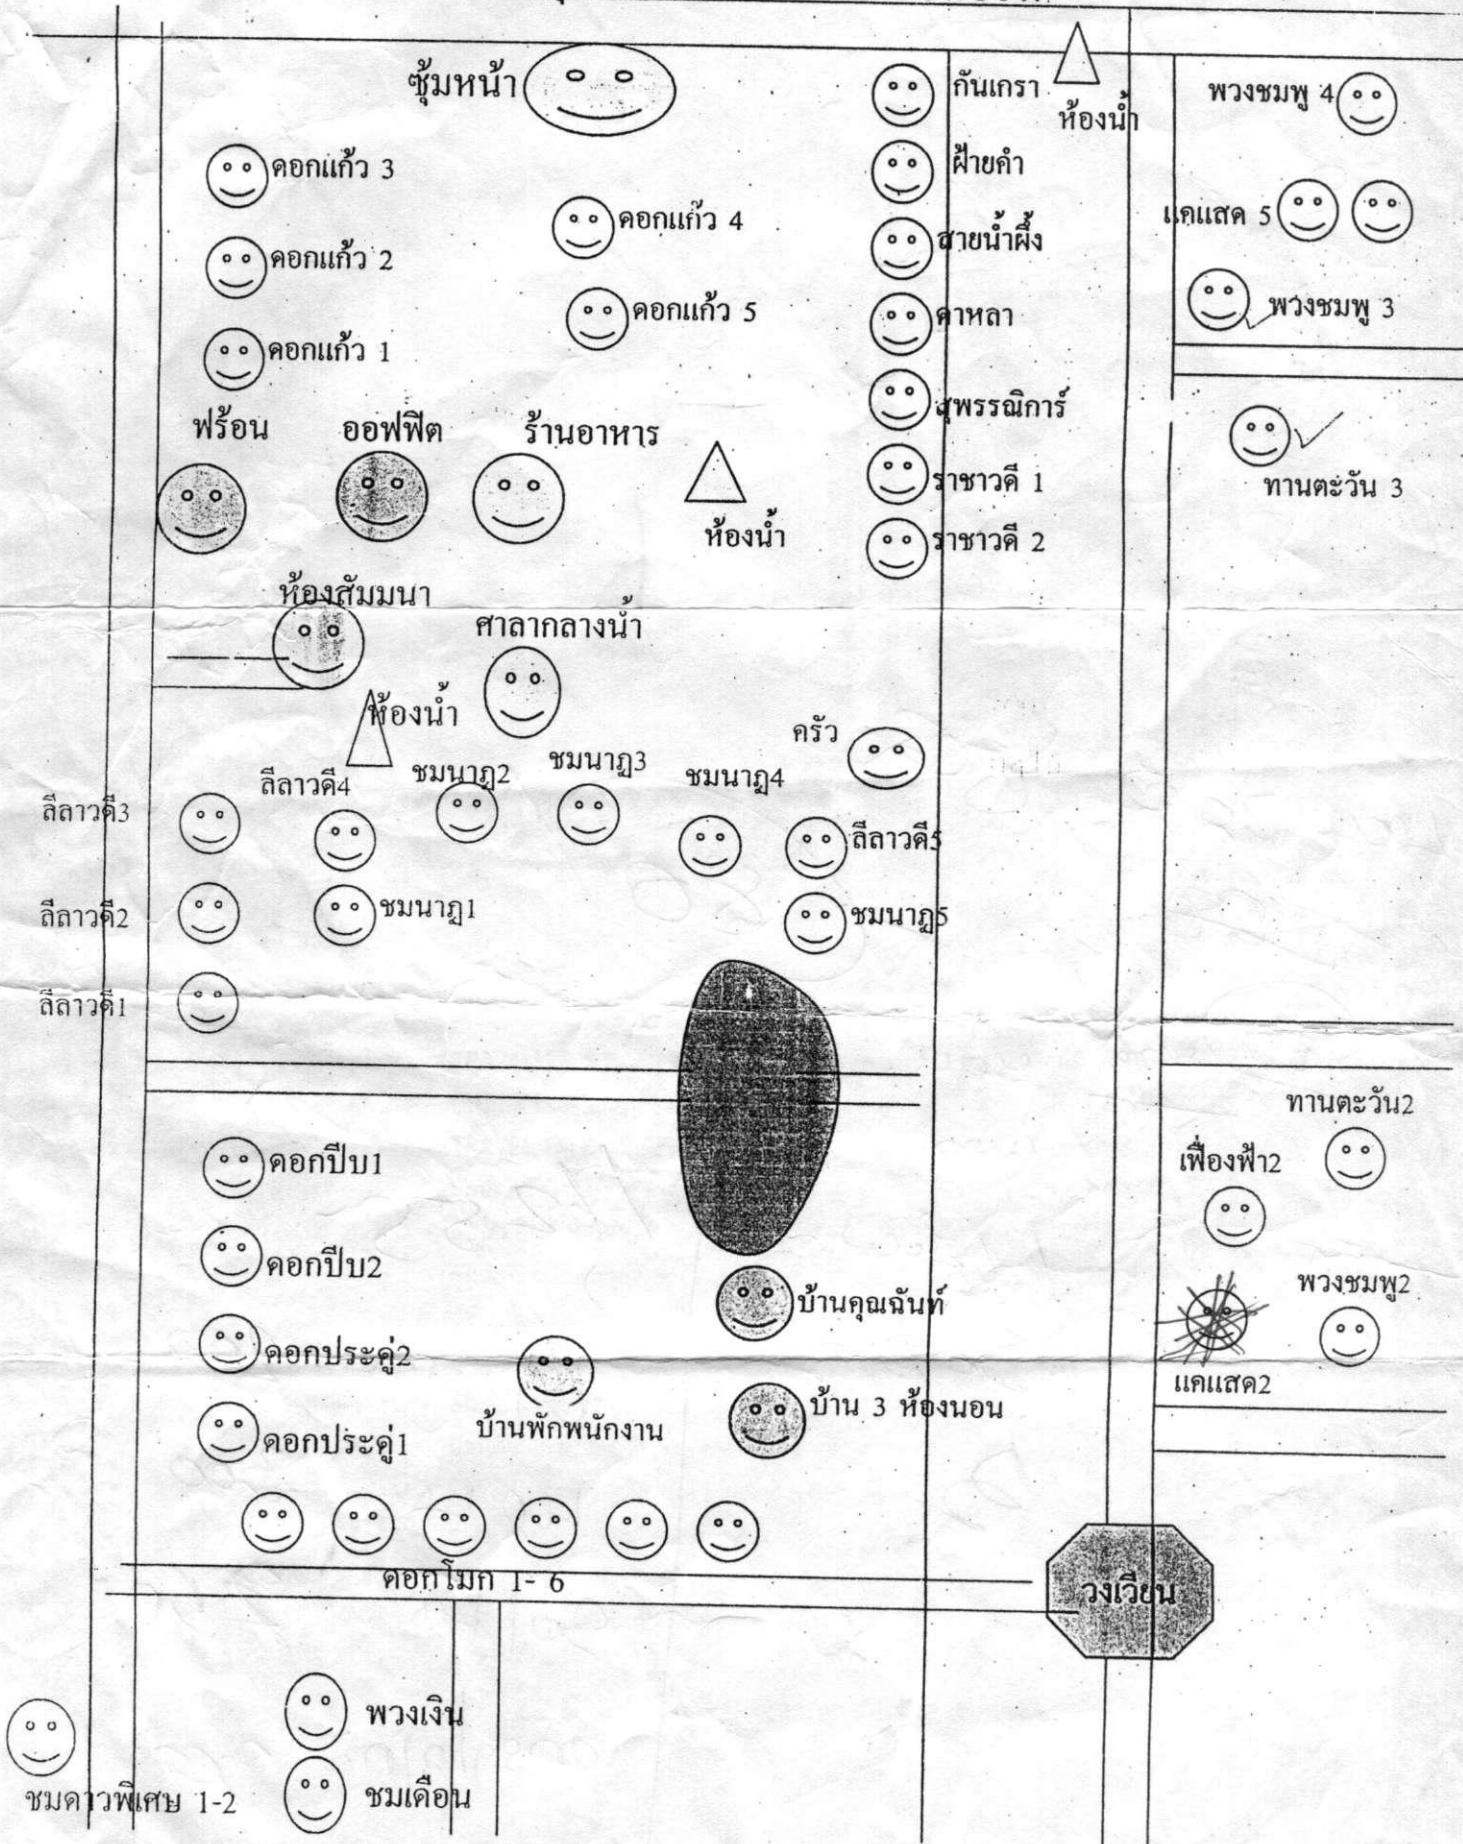 ซุ้มหน้า
กันเกรา
ห้องน้ำ
พวงชมพู 4
ดอกแก้ว 3
ฝ้ายคำ
ดอกแก้ว 4
สายน้ำผึ้ง
แคแสด 5
ดอกแก้ว 2
ดอกแก้ว 5
ดาหลา
พวงชมพู 3
ดอกแก้ว 1
สุพรรณิการ์
ฟร้อน
ออฟฟิต
ร้านอาหาร
ราชาวดี 1
ทานตะวัน 3
ห้องน้ำ
ราชาวดี 2
ห้องสัมมนา
ศาลากลางน้ำ
ห้องน้ำ
ครัว
ลีลาวดี3
ลีลาวดี4
ชมนาฏ2
ชมนาฏ3
ชมนาฏ4
ลีลาวดี5
ลีลาวดี2
ชมนาฏ1
ชมนาฏ5
ลีลาวดี1
ทานตะวัน2
ดอกปีบ1
เฟื่องฟ้า2
ดอกปีบ2
บ้านคุณฉันท์
พวงชมพู2
ดอกประดู่2
แคแสด2
บ้านพักพนักงาน
บ้าน 3 ห้องนอน
ดอกประดู่1
ดอกโมก 1- 6
วงเวียน
พวงเงิน
ชมดาวพิเศษ 1-2
ชมเดือน